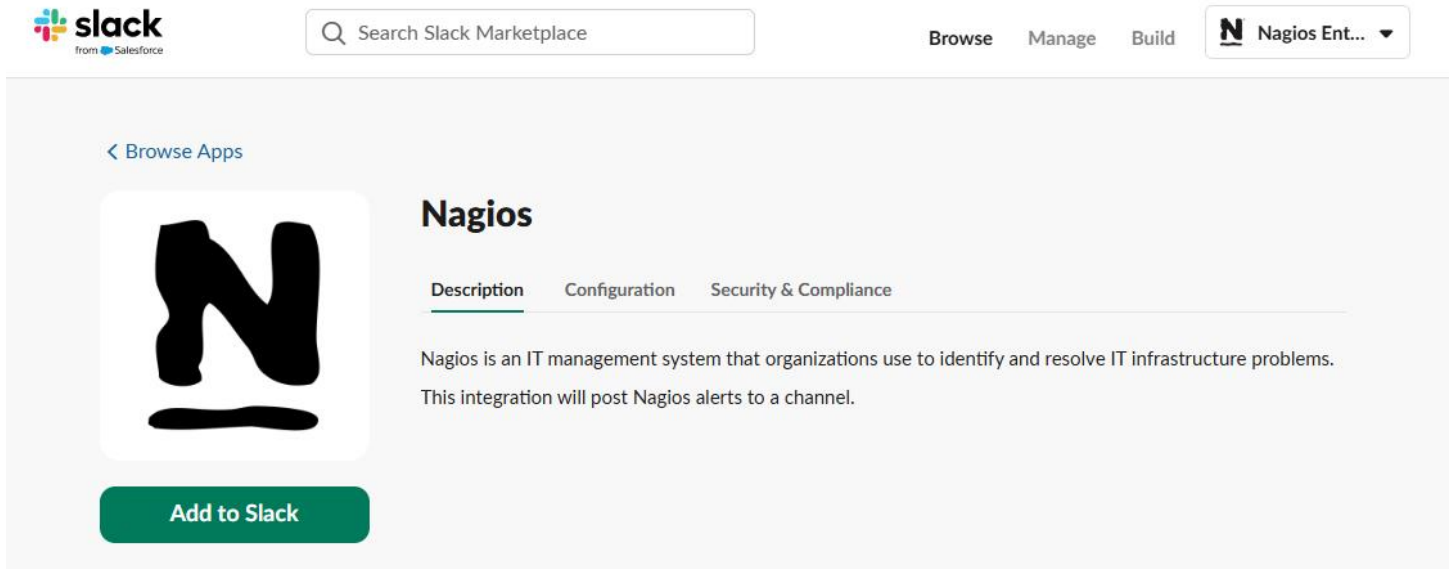 slack
from Salesforce
Search Slack Marketplace
Browse
Manage
Build
N
Nagios Ent...
Browse Apps
N
Nagios
Description
Configuration
Security & Compliance
Nagios is an IT management system that organizations use to identify and resolve IT infrastructure problems.
This integration will post Nagios alerts to a channel.
Add to Slack